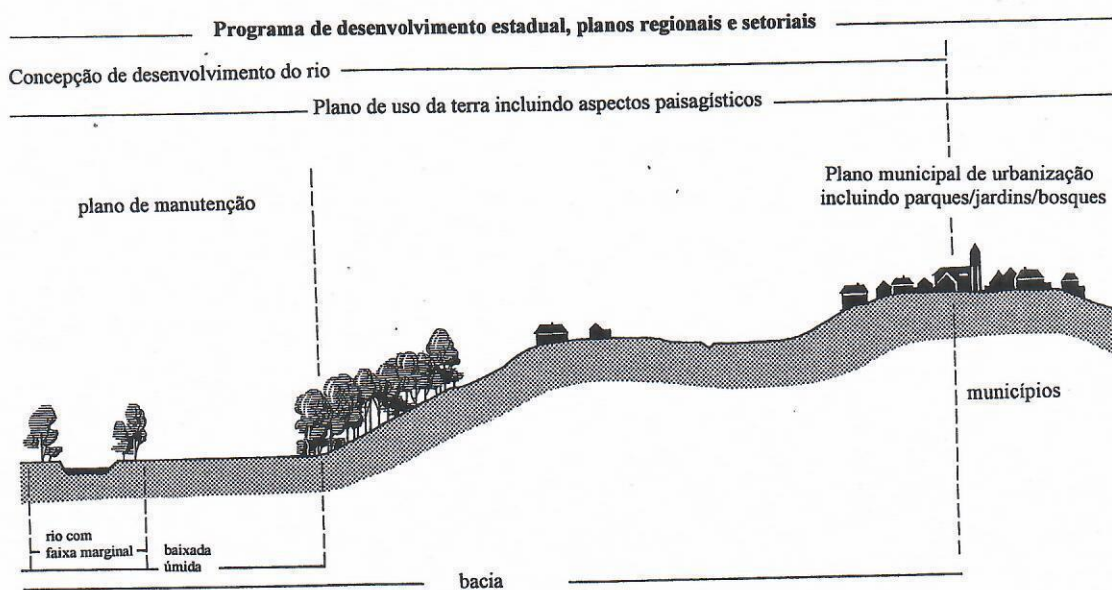 Programa de desenvolvimento estadual, planos regionais e setoriais
Concepção de desenvolvimento do rio
Plano de uso da terra incluindo aspectos paisagísticos
plano de manutenção
Plano municipal de urbanização
incluindo parques/jardins/bosques
municípios
rio com
faixa marginal
baixada
úmida
bacia